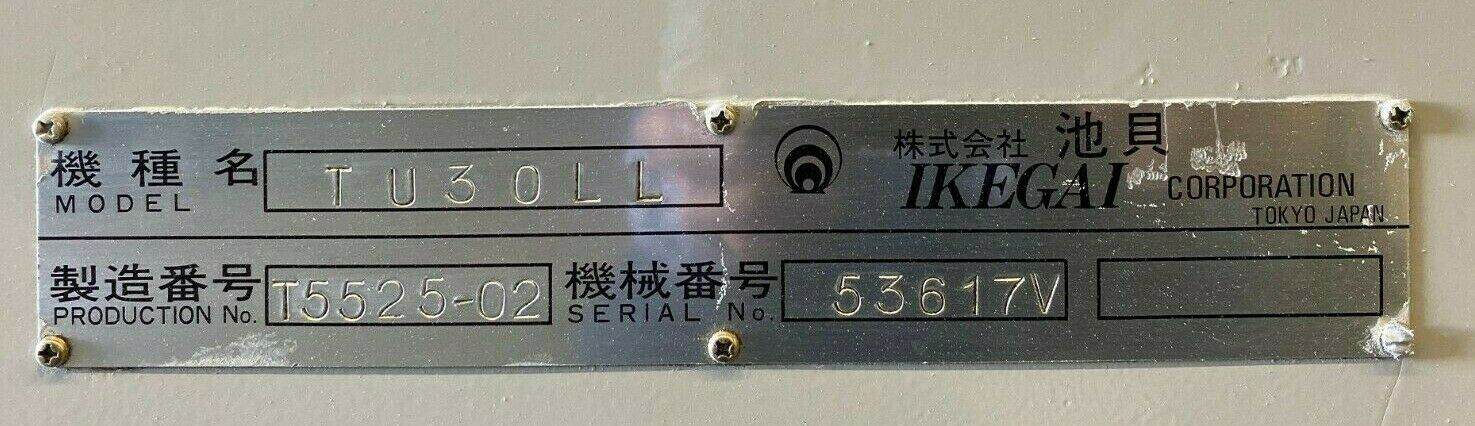 機種名 TU30LL
MODEL
株式会社 池貝
IKEGAI CORPORATION
TOKYO JAPAN
製造番号 T5525-02 機械番号 53617V
PRODUCTION No. SERIAL No.